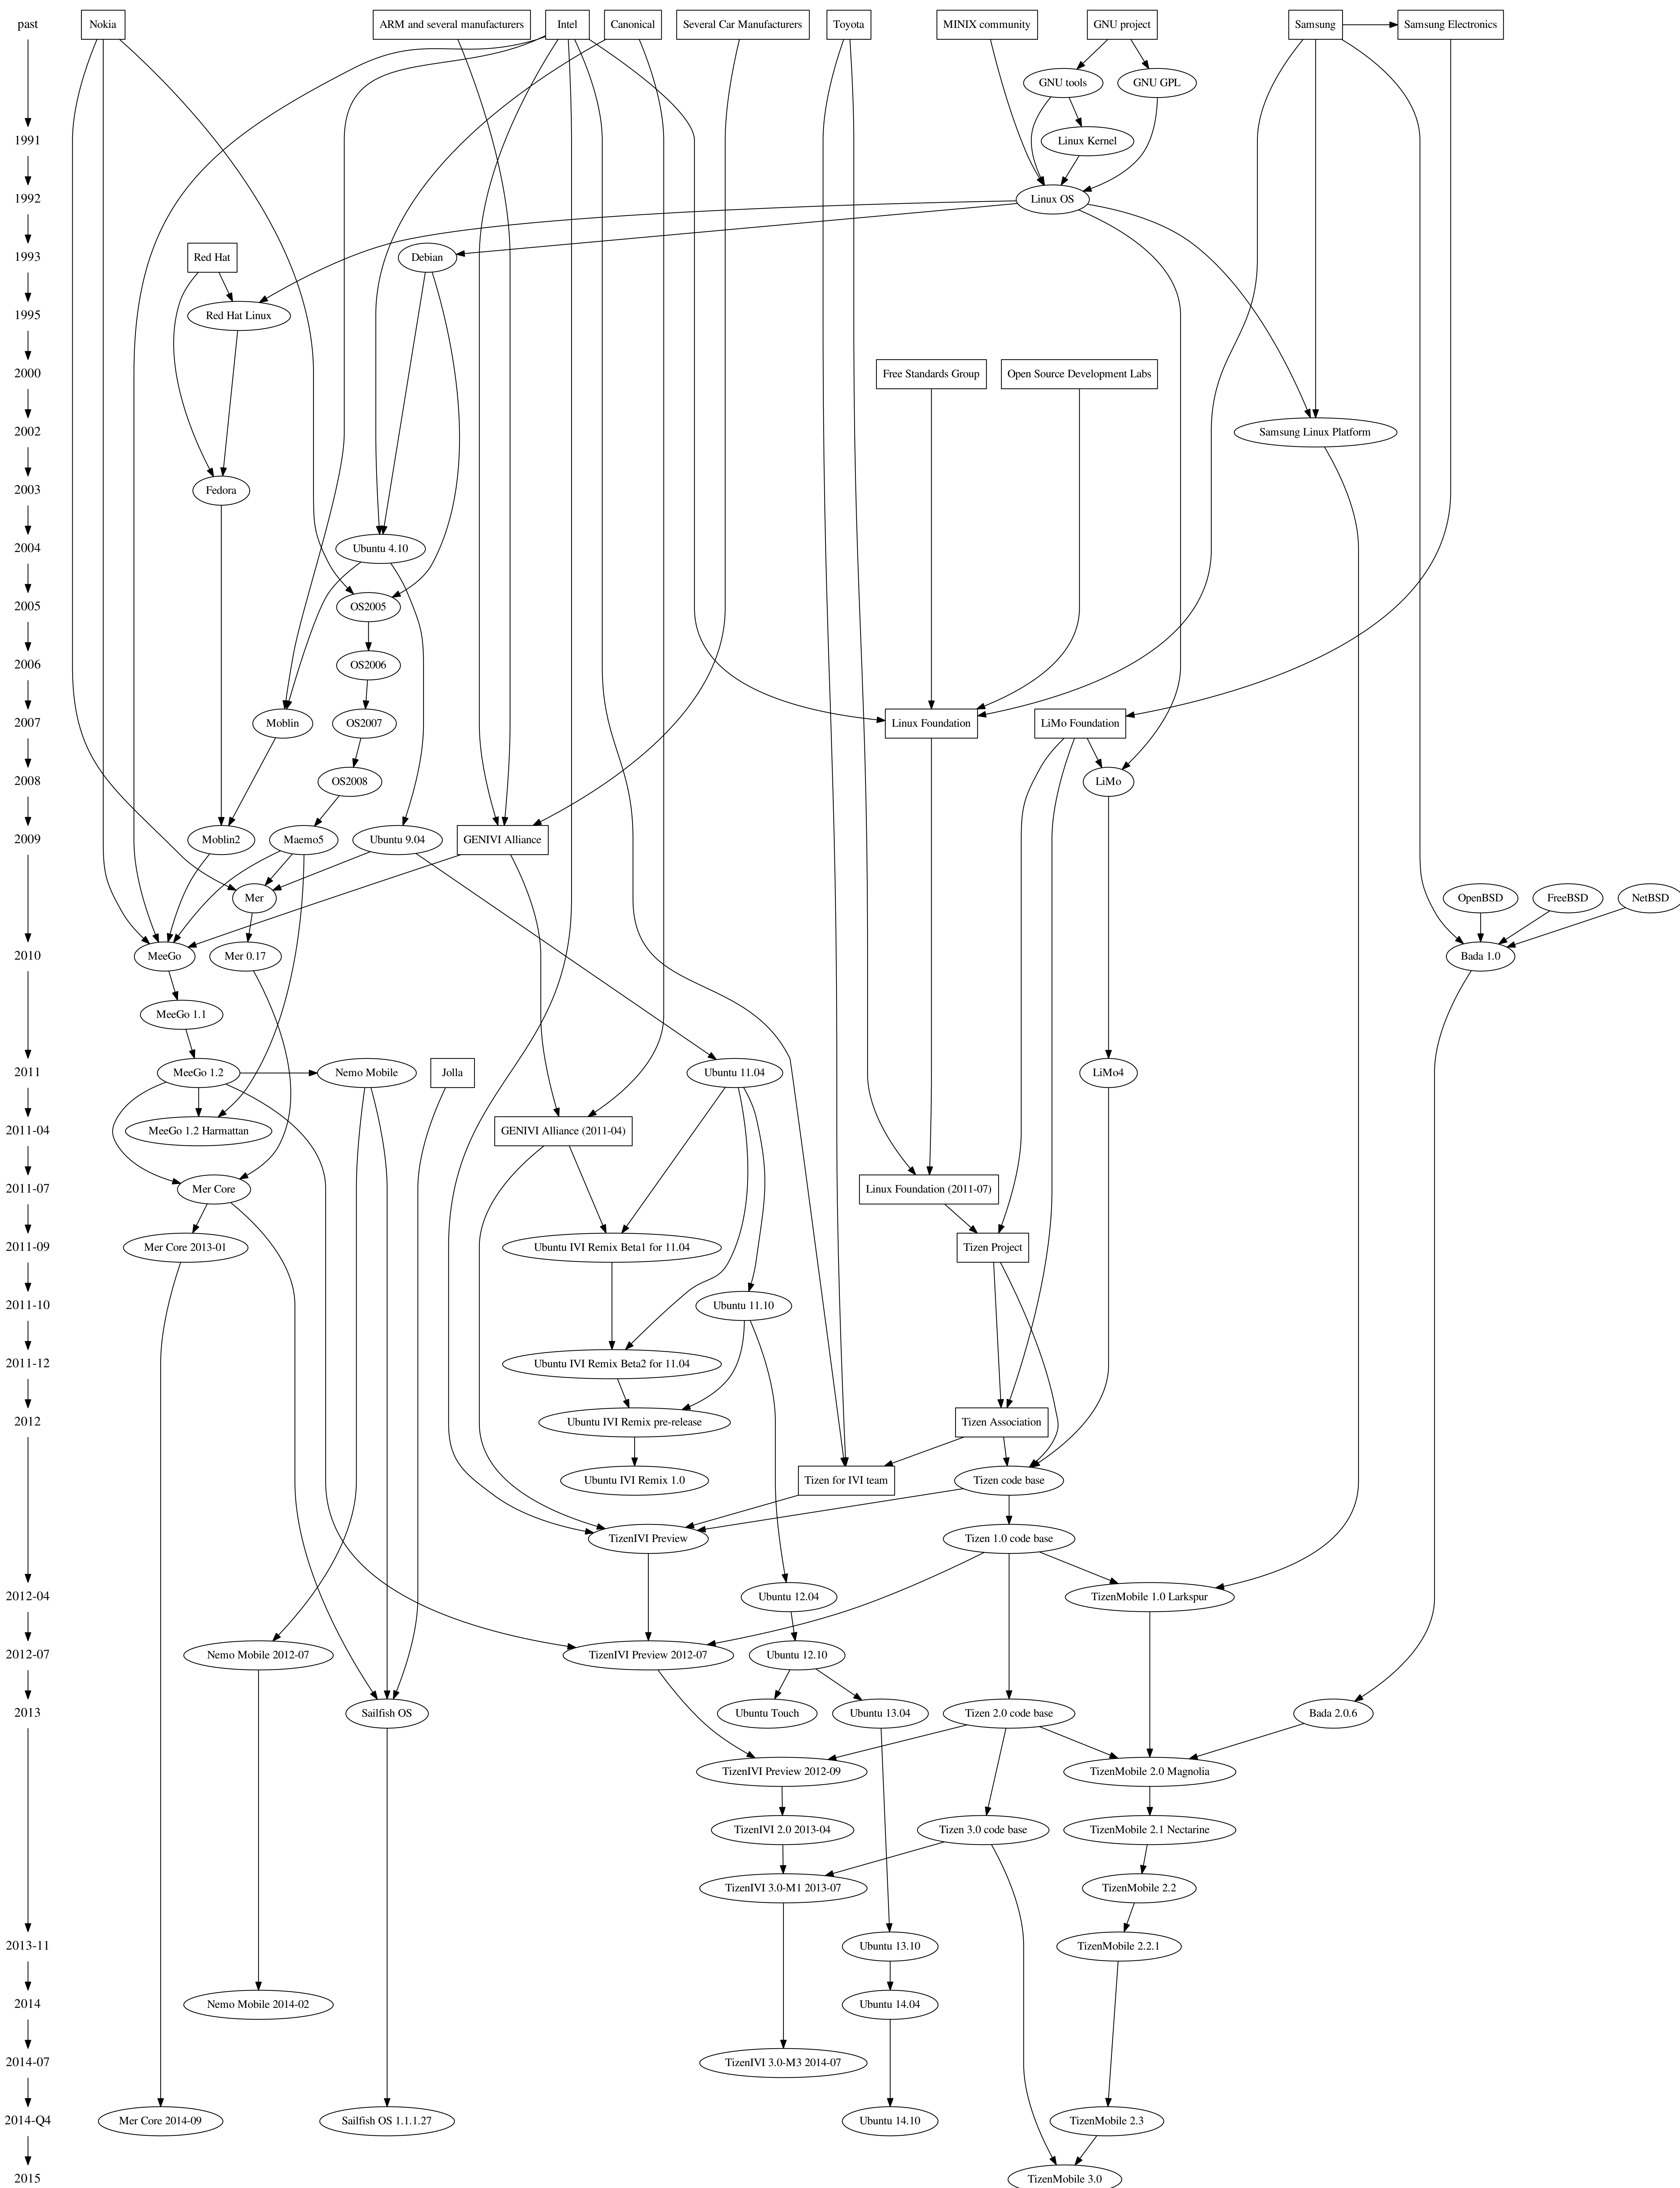 past
Nokia
ARM and several manufacturers
Intel
Canonical
Several Car Manufacturers
Toyota
MINIX community
GNU project
Samsung
Samsung Electronics
GNU tools
GNU GPL
1991
Linux Kernel
1992
Linux OS
1993
Red Hat
Debian
1995
Red Hat Linux
2000
Free Standards Group
Open Source Development Labs
2002
Samsung Linux Platform
2003
Fedora
2004
Ubuntu 4.10
2005
OS2005
2006
OS2006
2007
Moblin
OS2007
Linux Foundation
LiMo Foundation
2008
OS2008
LiMo
2009
Moblin2
Maemo5
Ubuntu 9.04
GENIVI Alliance
Mer
OpenBSD
FreeBSD
NetBSD
2010
MeeGo
Mer 0.17
Bada 1.0
MeeGo 1.1
2011
MeeGo 1.2
Nemo Mobile
Jolla
Ubuntu 11.04
LiMo4
2011-04
MeeGo 1.2 Harmattan
GENIVI Alliance (2011-04)
2011-07
Mer Core
Linux Foundation (2011-07)
2011-09
Mer Core 2013-01
Ubuntu IVI Remix Beta1 for 11.04
Tizen Project
2011-10
Ubuntu 11.10
2011-12
Ubuntu IVI Remix Beta2 for 11.04
2012
Ubuntu IVI Remix pre-release
Tizen Association
Ubuntu IVI Remix 1.0
Tizen for IVI team
Tizen code base
TizenIVI Preview
Tizen 1.0 code base
2012-04
Ubuntu 12.04
TizenMobile 1.0 Larkspur
2012-07
Nemo Mobile 2012-07
TizenIVI Preview 2012-07
Ubuntu 12.10
2013
Sailfish OS
Ubuntu Touch
Ubuntu 13.04
Tizen 2.0 code base
Bada 2.0.6
TizenIVI Preview 2012-09
TizenMobile 2.0 Magnolia
TizenIVI 2.0 2013-04
Tizen 3.0 code base
TizenMobile 2.1 Nectarine
TizenIVI 3.0-M1 2013-07
TizenMobile 2.2
2013-11
Ubuntu 13.10
TizenMobile 2.2.1
2014
Nemo Mobile 2014-02
Ubuntu 14.04
2014-07
TizenIVI 3.0-M3 2014-07
2014-Q4
Mer Core 2014-09
Sailfish OS 1.1.1.27
Ubuntu 14.10
TizenMobile 2.3
2015
TizenMobile 3.0